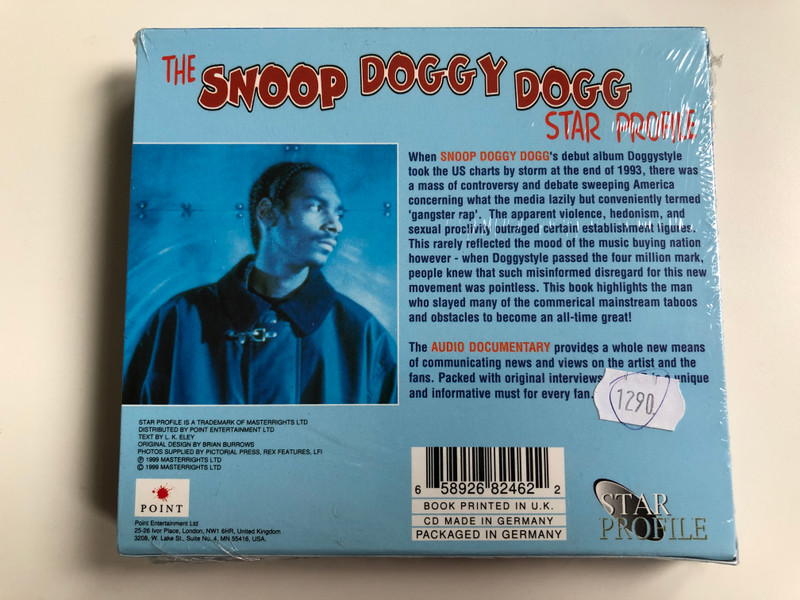 THE SNOOP DOGGY DOGG
STAR PROFILE
When SNOOP DOGGY DOGG's debut album Doggystyle
took the US charts by storm at the end of 1993, there was
a mass of controversy and debate sweeping America
concerning what the media lazily but conveniently termed
'gangster rap'. The apparent violence, hedonism, and
sexual proclivity outraged certain establishment figures.
This rarely reflected the mood of the music buying nation
however - when Doggystyle passed the four million mark,
people knew that such misinformed disregard for this new
movement was pointless. This book highlights the man
who slayed many of the commerical mainstream taboos
and obstacles to become an all-time great!
The AUDIO DOCUMENTARY provides a whole new means
of communicating news and views on the artist and the
fans. Packed with original interviews unique
and informative must for every fan.
1290
STAR PROFILE IS A TRADEMARK OF MASTERRIGHTS LTD
DISTRIBUTED BY POINT ENTERTAINMENT LTD
TEXT BY L. K. ELEY
ORIGINAL DESIGN BY BRIAN BURROWS
PHOTOS SUPPLIED BY PICTORIAL PRESS, REX FEATURES, LFI
℗ 1999 MASTERRIGHTS LTD
© 1999 MASTERRIGHTS LTD
POINT
Point Entertainment Ltd
25-26 Ivor Place, London, NW1 6HR, United Kingdom
3208, W. Lake St., Suite No. 4, MN 55416, USA.
6 58926 82462 2
BOOK PRINTED IN U.K.
CD MADE IN GERMANY
PACKAGED IN GERMANY
STAR
PROFILE